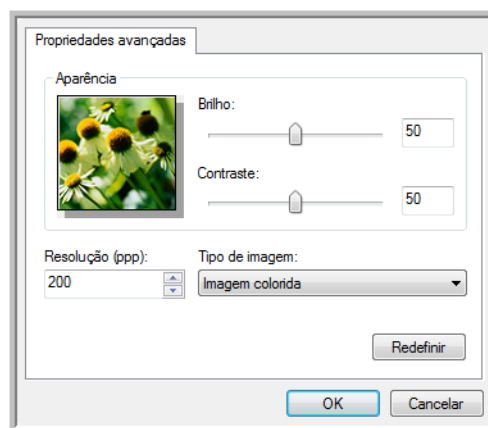 Propriedades avançadas
Aparência
Brilho:
50
Contraste:
50
Resolução (ppp):
200
Tipo de imagem:
Imagem colorida
Redefinir
OK
Cancelar